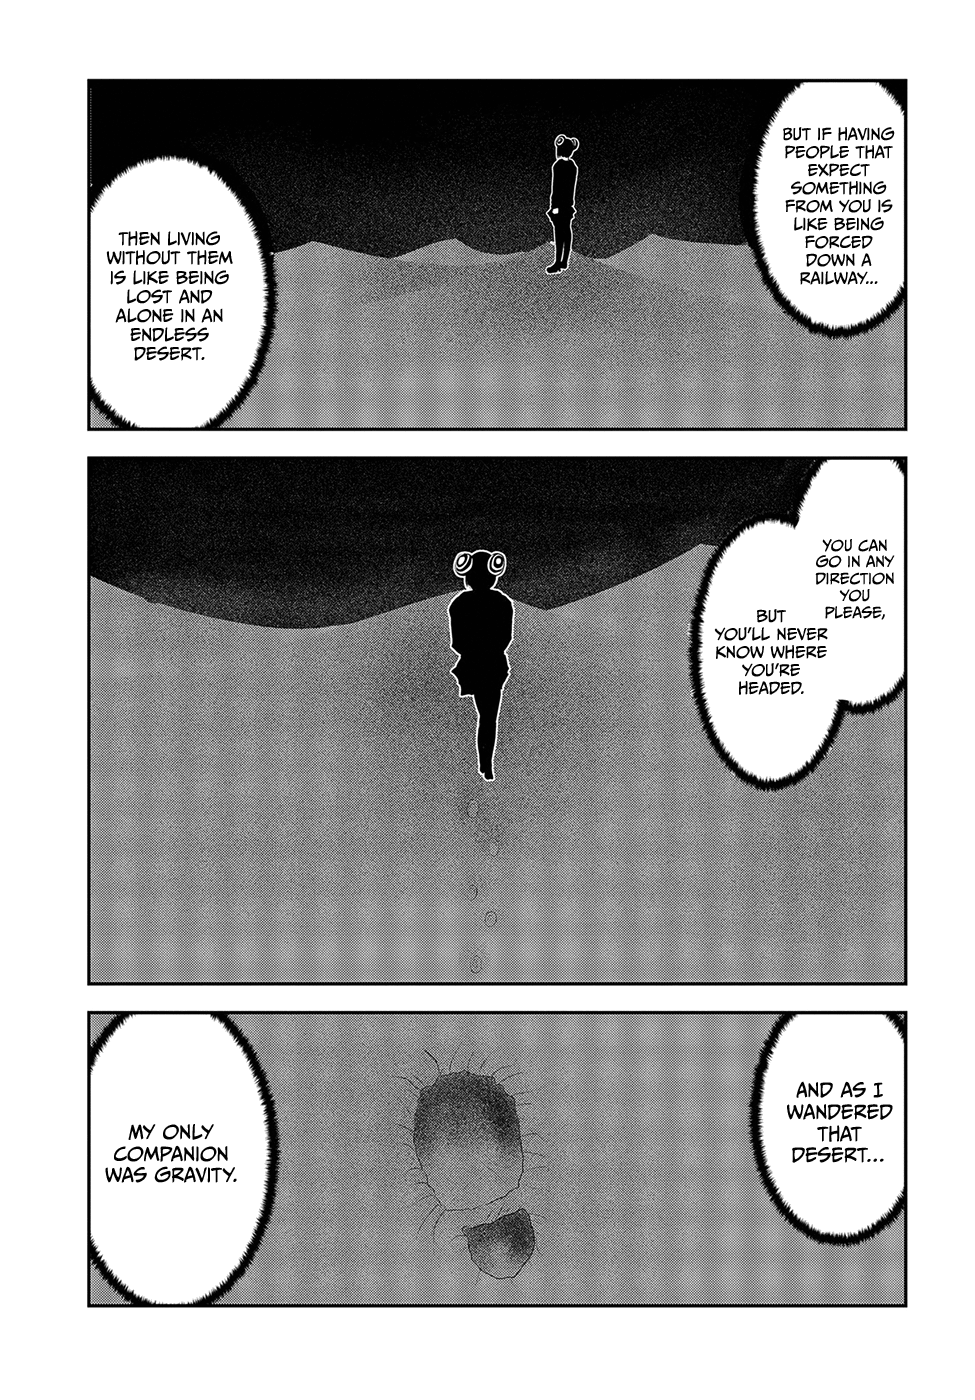 BUT IF HAVING
PEOPLE THAT
EXPECT
SOMETHING
FROM YOU IS
LIKE BEING
FORCED
DOWN A
RAILWAY...
THEN LIVING
WITHOUT THEM
IS LIKE BEING
LOST AND
ALONE IN AN
ENDLESS
DESERT.
YOU CAN
GO IN ANY
DIRECTION
YOU
PLEASE,
BUT
YOU'LL NEVER
KNOW WHERE
YOU'RE
HEADED.
AND AS I
WANDERED
THAT
DESERT...
MY ONLY
COMPANION
WAS GRAVITY.